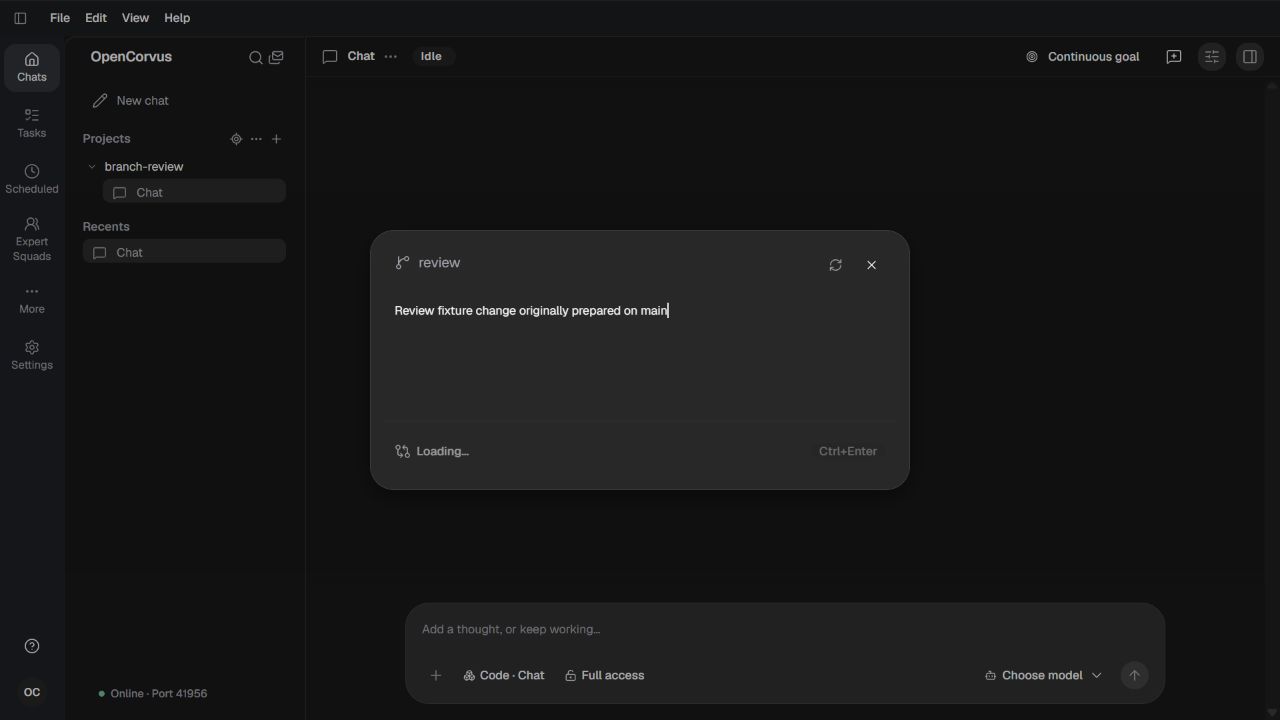 File Edit View Help
Chats
Tasks
Scheduled
Expert
Squads
More
Settings
OC
OpenCorvus
New chat
Projects
branch-review
Chat
Recents
Chat
Online · Port 41956
Chat ··· Idle
Continuous goal
review
Review fixture change originally prepared on main
Loading...
Ctrl+Enter
Add a thought, or keep working...
Code · Chat
Full access
Choose model